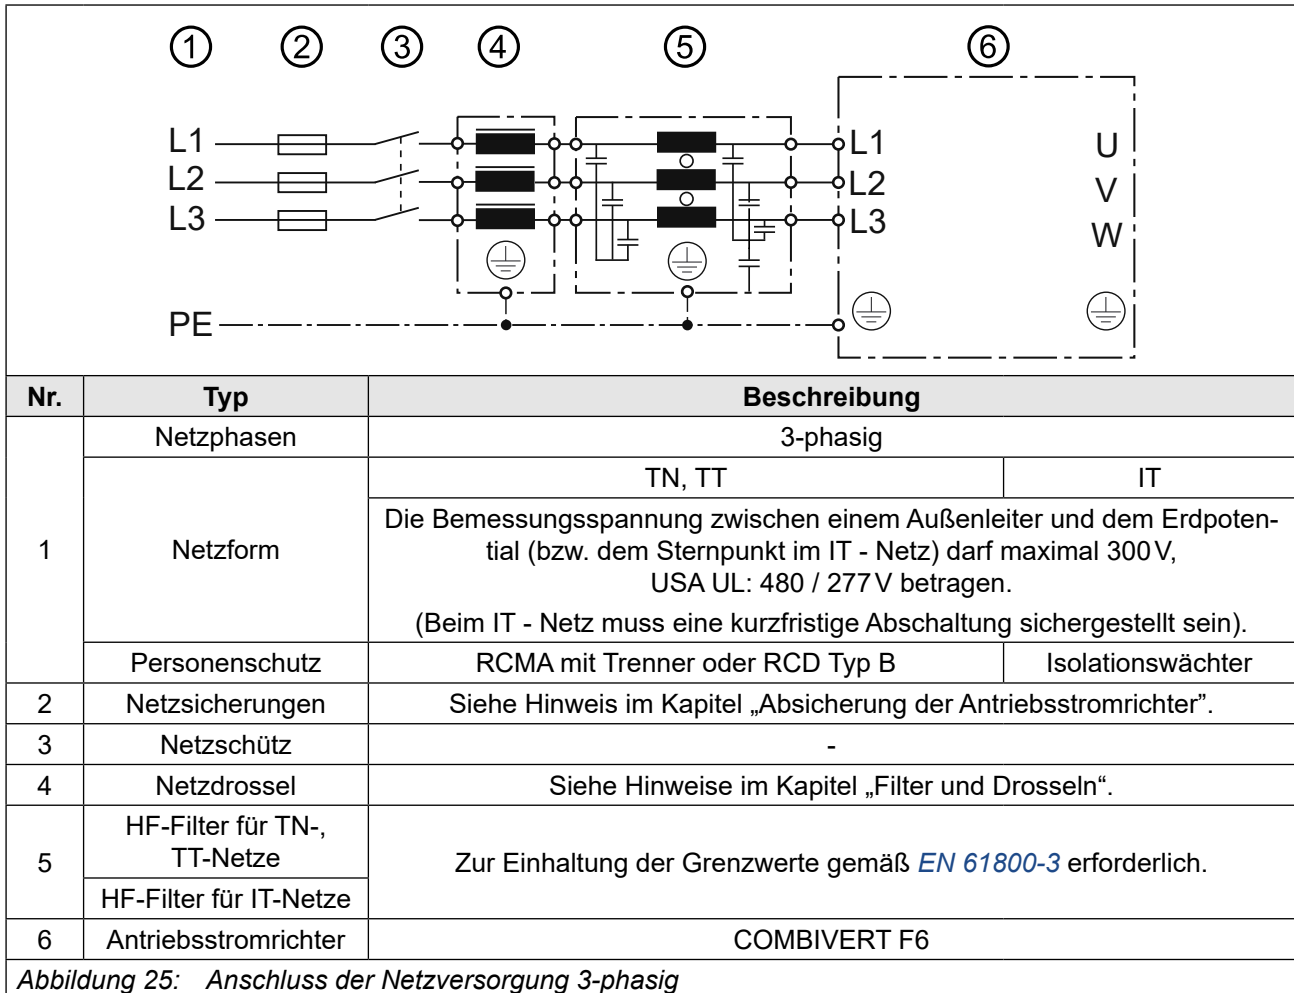 1 2 3 4 5 6
L1 L1 U
L2 L2 V
L3 L3 W
PE
Nr. Typ Beschreibung
1 Netzphasen 3-phasig
Netzform TN, TT IT
Die Bemessungsspannung zwischen einem Außenleiter und dem Erdpoten-
tial (bzw. dem Sternpunkt im IT - Netz) darf maximal 300 V,
USA UL: 480 / 277 V betragen.
(Beim IT - Netz muss eine kurzfristige Abschaltung sichergestellt sein).
Personenschutz RCMA mit Trenner oder RCD Typ B Isolationswächter
2 Netzsicherungen Siehe Hinweis im Kapitel „Absicherung der Antriebsstromrichter”.
3 Netzschütz -
4 Netzdrossel Siehe Hinweise im Kapitel „Filter und Drosseln“.
5 HF-Filter für TN-,
TT-Netze
Zur Einhaltung der Grenzwerte gemäß EN 61800-3 erforderlich.
HF-Filter für IT-Netze
6 Antriebsstromrichter COMBIVERT F6
Abbildung 25: Anschluss der Netzversorgung 3-phasig